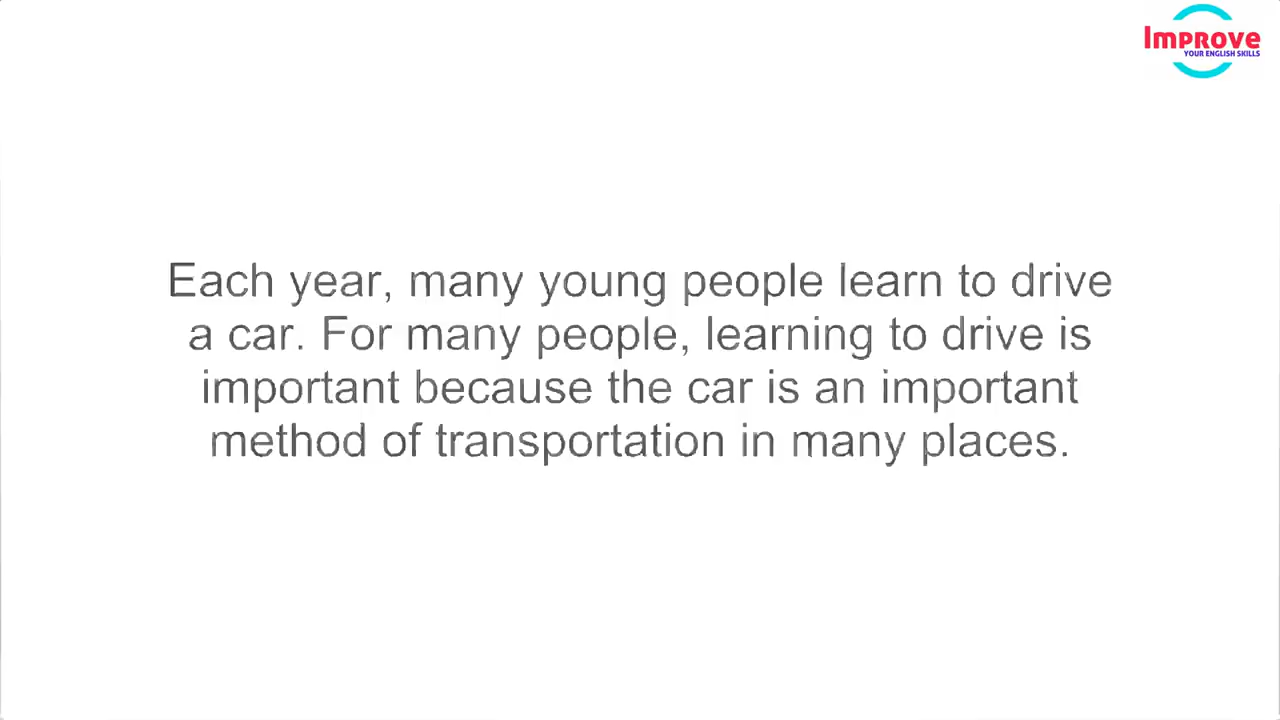 Improve
YOUR ENGLISH SKILLS
Each year, many young people learn to drive
a car. For many people, learning to drive is
important because the car is an important
method of transportation in many places.